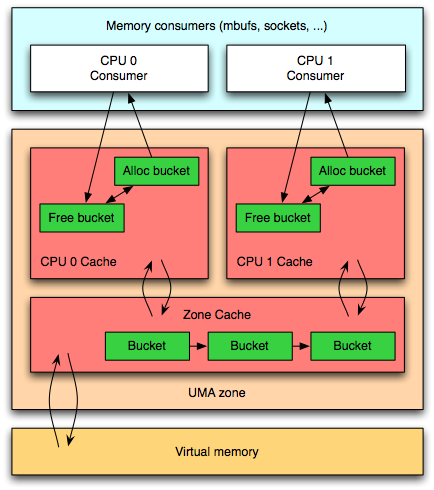 Memory consumers (mbufs, sockets, ...)
CPU 0
Consumer
CPU 1
Consumer
Alloc bucket
Free bucket
CPU 0 Cache
Alloc bucket
Free bucket
CPU 1 Cache
Zone Cache
Bucket
Bucket
Bucket
UMA zone
Virtual memory